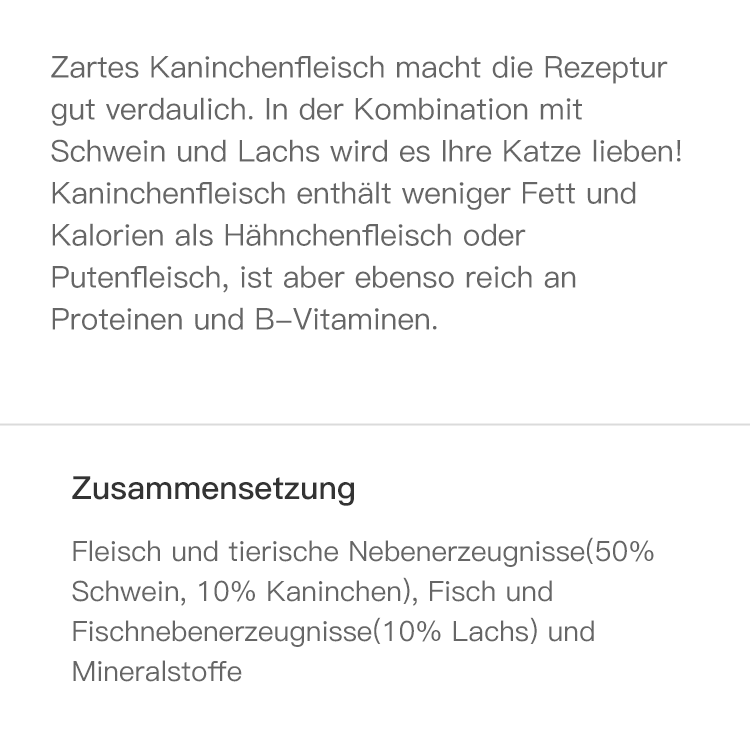 Zartes Kaninchenfleisch macht die Rezeptur
gut verdaulich. In der Kombination mit
Schwein und Lachs wird es Ihre Katze lieben!
Kaninchenfleisch enthält weniger Fett und
Kalorien als Hähnchenfleisch oder
Putenfleisch, ist aber ebenso reich an
Proteinen und B–Vitaminen.
Zusammensetzung
Fleisch und tierische Nebenerzeugnisse(50%
Schwein, 10% Kaninchen), Fisch und
Fischnebenerzeugnisse(10% Lachs) und
Mineralstoffe